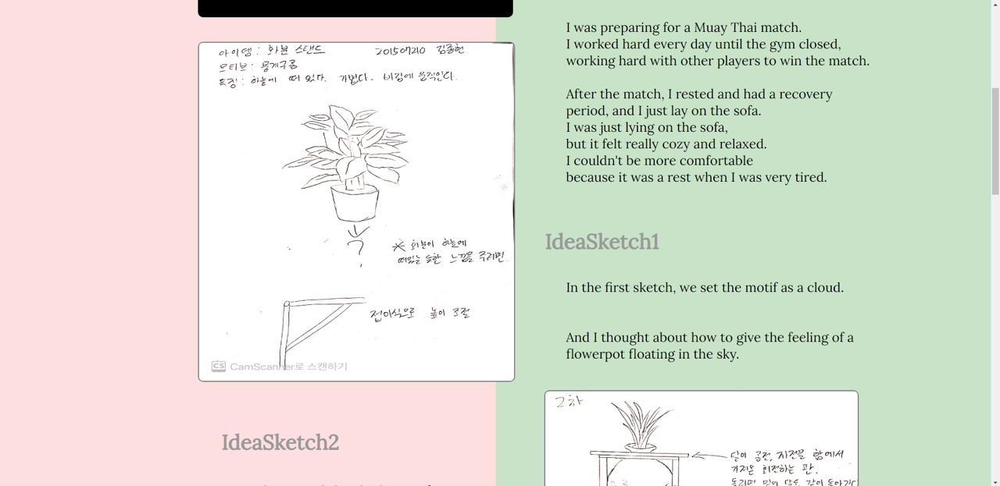 아이템 : 화분 스탠드 201507210 김종현
모티브 : 뭉게구름
특징 : 하늘에 떠 있다. 가볍다. 바람에 움직인다.
* 화분이 하늘에
떠있는 듯한 느낌을 주려면.
?
접이식으로 높이 조절
CS CamScanner로 스캔하기
IdeaSketch2
I was preparing for a Muay Thai match.
I worked hard every day until the gym closed,
working hard with other players to win the match.
After the match, I rested and had a recovery
period, and I just lay on the sofa.
I was just lying on the sofa,
but it felt really cozy and relaxed.
I couldn't be more comfortable
because it was a rest when I was very tired.
IdeaSketch1
In the first sketch, we set the motif as a cloud.
And I thought about how to give the feeling of a
flowerpot floating in the sky.
2차
달이 공전, 자전을 함에서
가져온 회전하는 판.
돌리면 밑의 달도 같이 돌아간다